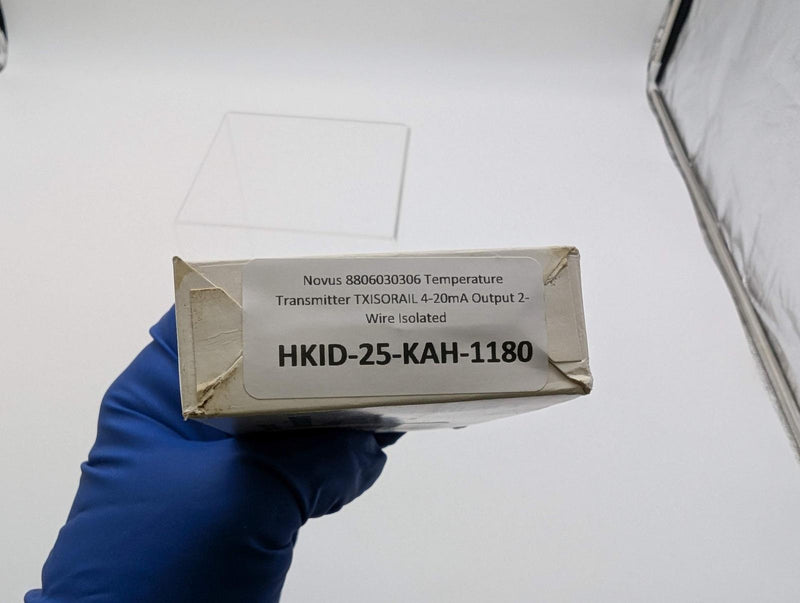 Novus 8806030306 Temperature
Transmitter TXISORAIL 4-20mA Output 2-
Wire Isolated
HKID-25-KAH-1180